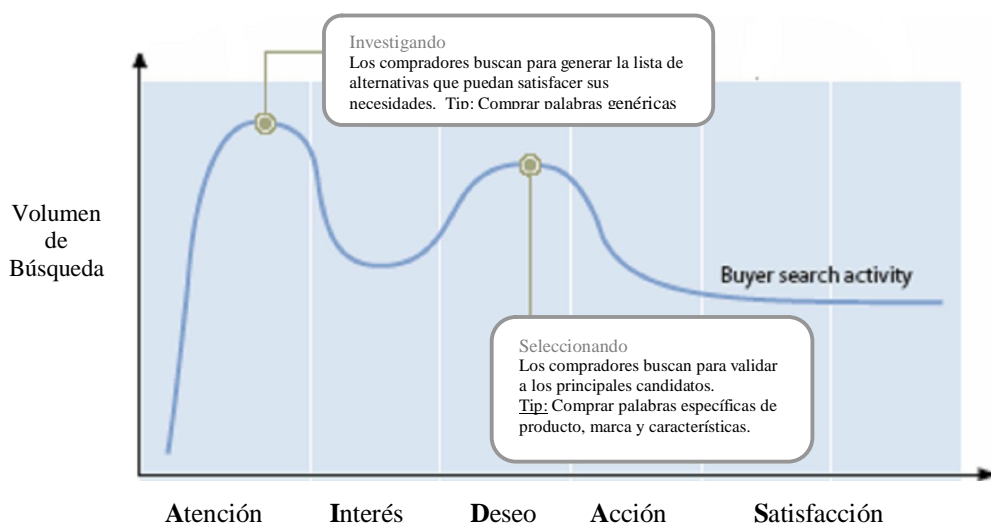 Investigando
Los compradores buscan para generar la lista de
alternativas que puedan satisfacer sus
necesidades. Tip: Comprar palabras genéricas
Volumen
de
Búsqueda
Buyer search activity
Seleccionando
Los compradores buscan para validar
a los principales candidatos.
Tip: Comprar palabras específicas de
producto, marca y características.
Atención Interés Deseo Acción Satisfacción